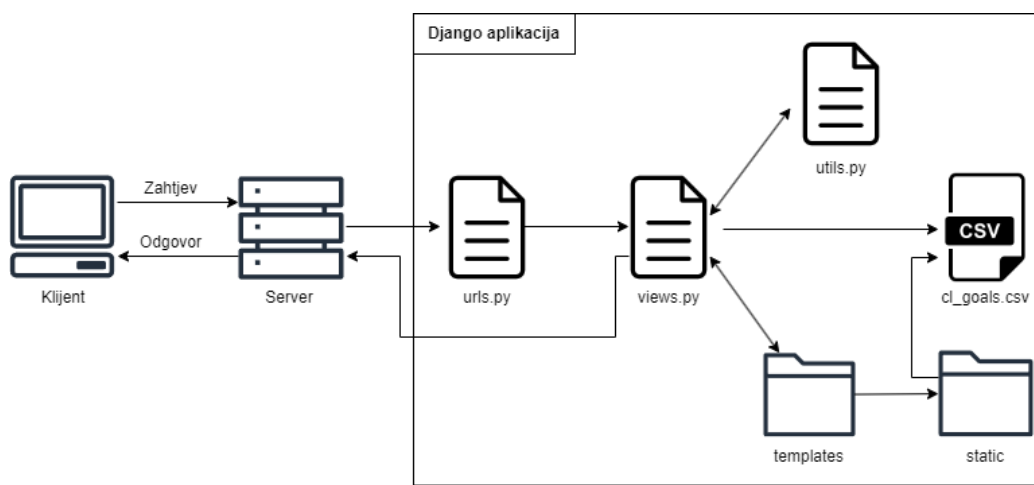 Django aplikacija
utils.py
Zahtjev
CSV
Odgovor
Klijent
Server
urls.py
views.py
cl_goals.csv
templates
static